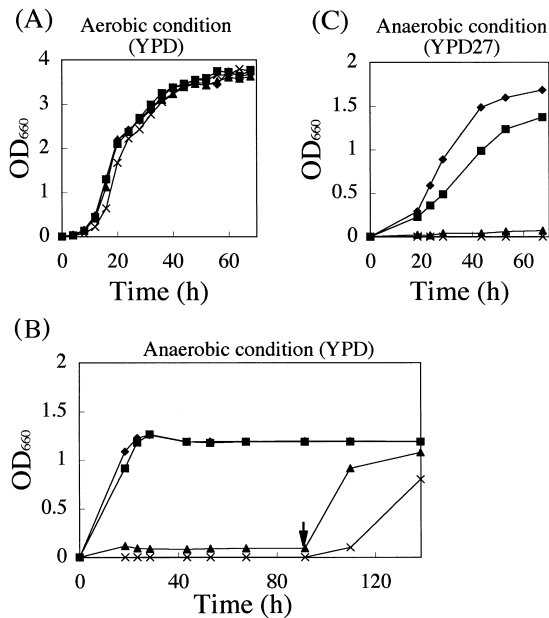 (A)
Aerobic condition
(YPD)
4
3
2
1
0
OD660
0 20 40 60
Time (h)
(C)
Anaerobic condition
(YPD27)
2
1.5
1
0.5
0
OD660
0 20 40 60
Time (h)
(B)
Anaerobic condition (YPD)
2
1.5
1
0.5
0
OD660
0 40 80 120
Time (h)